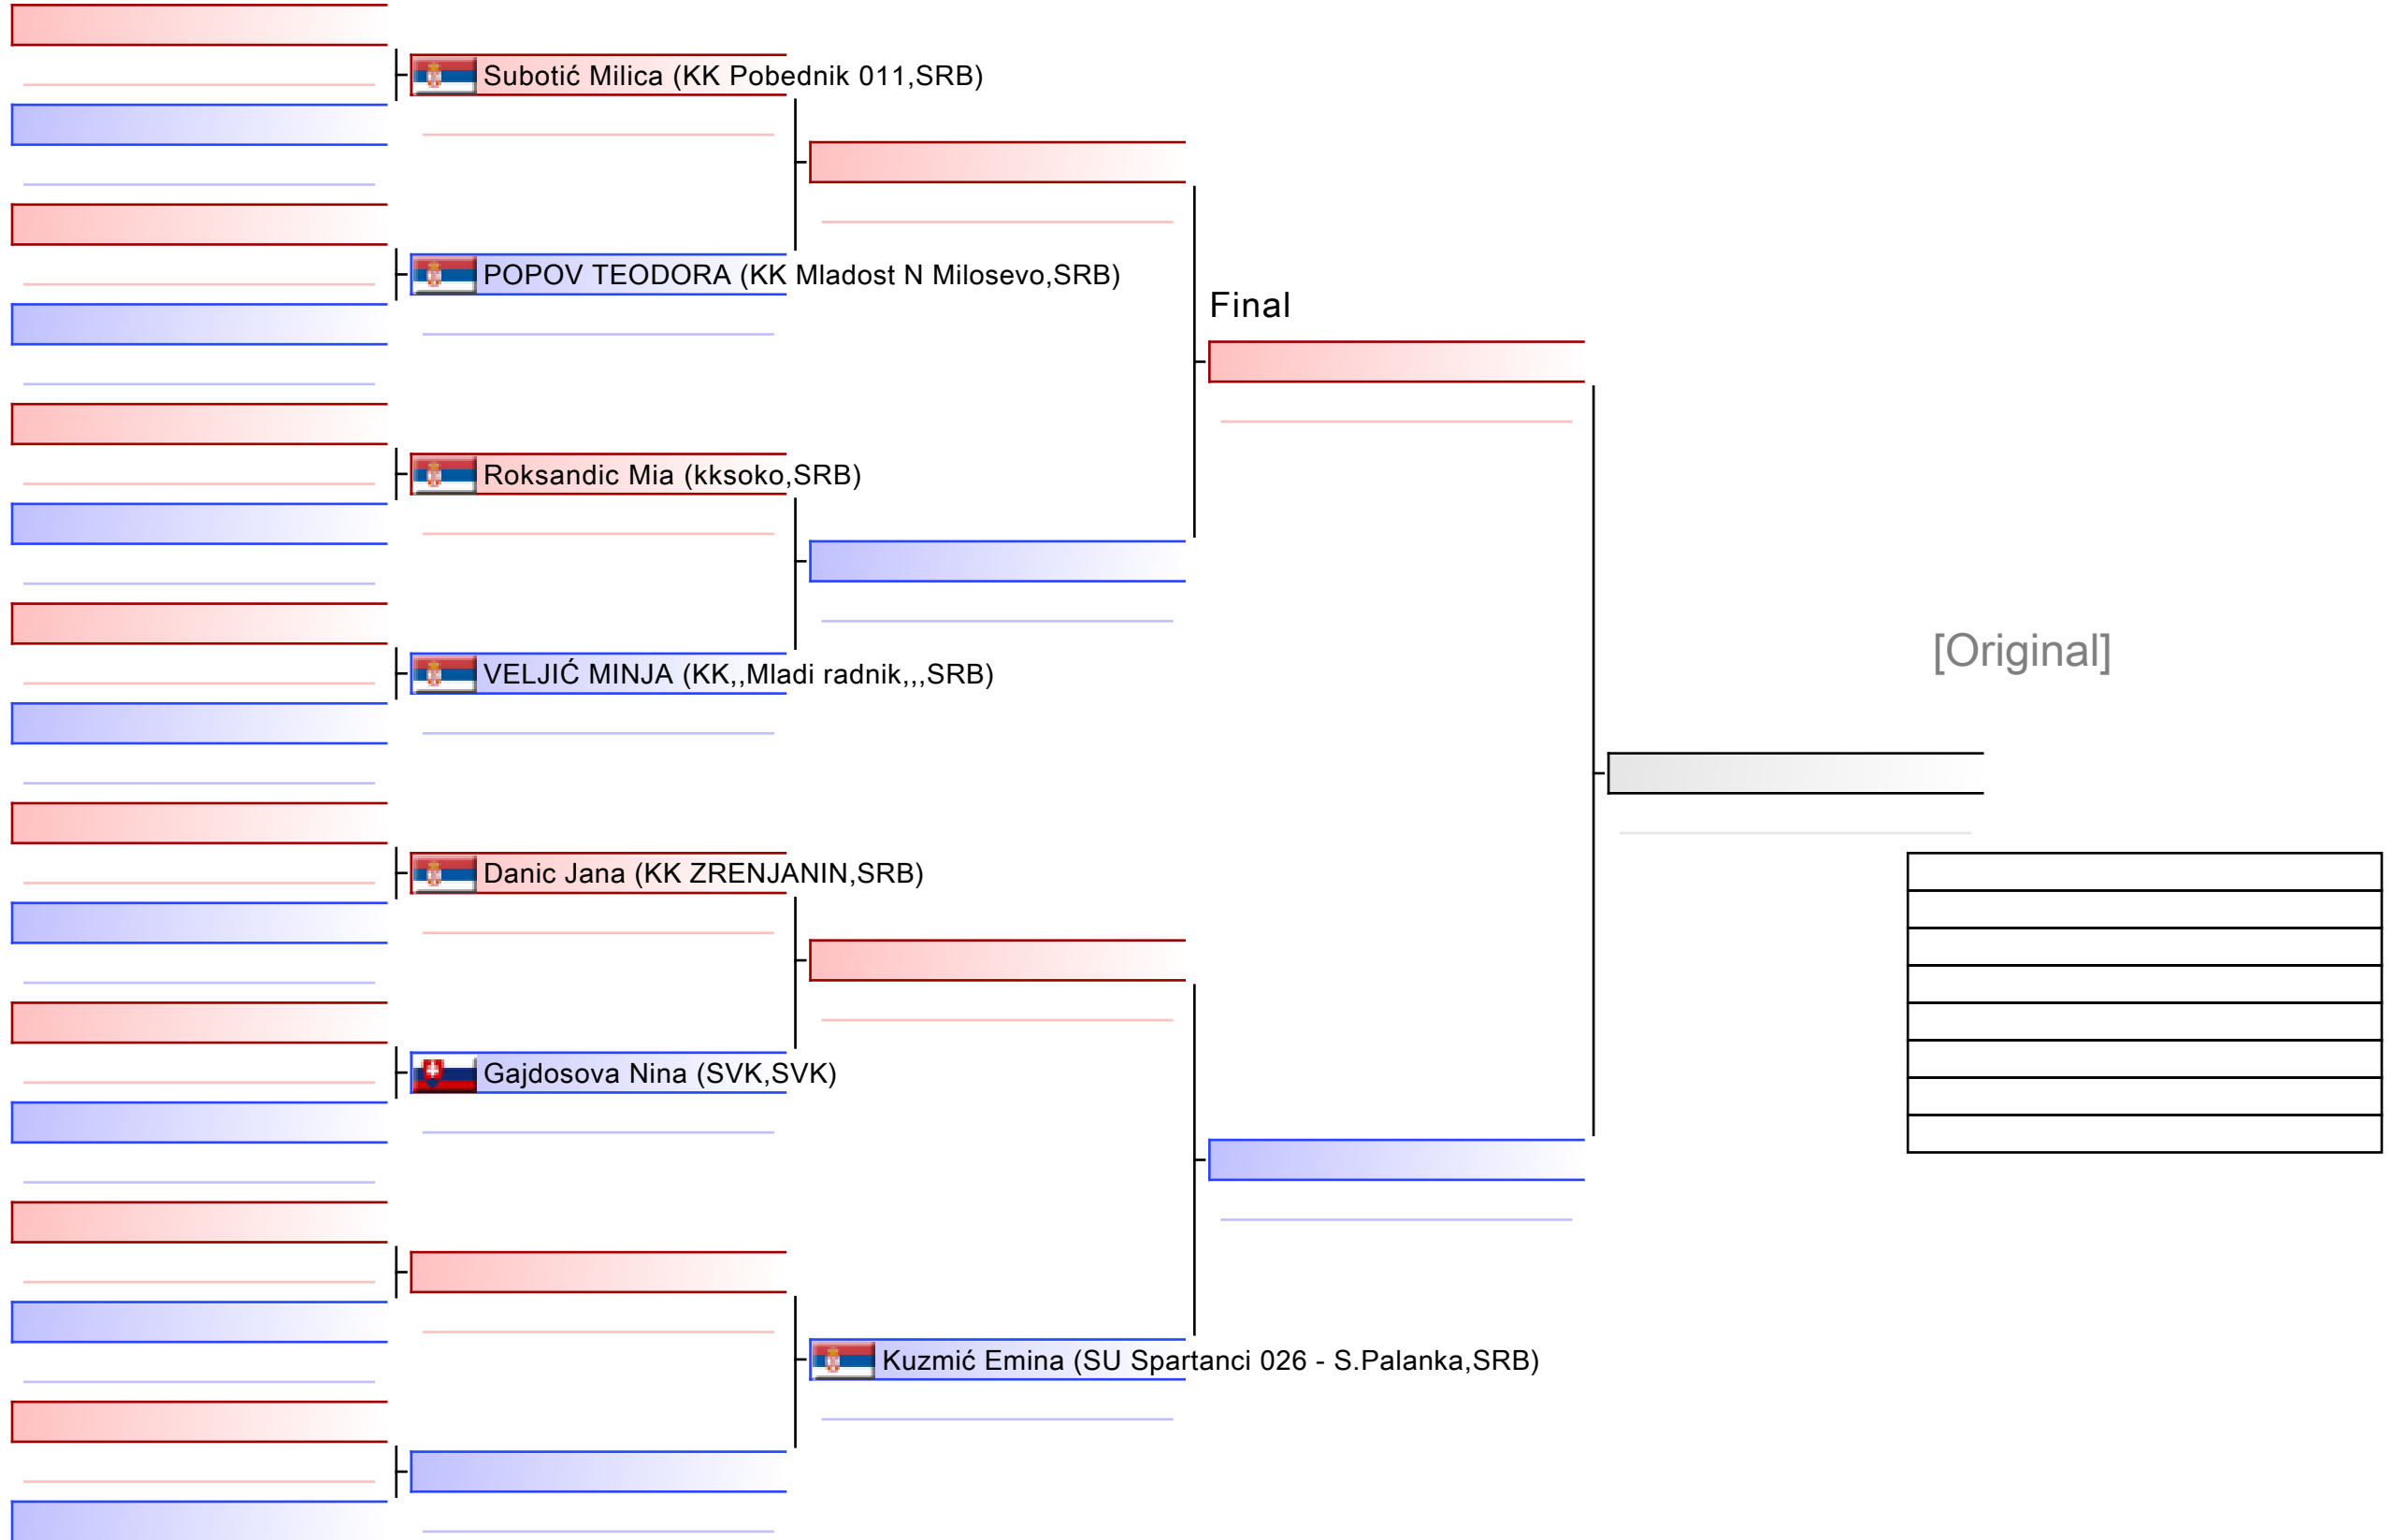 Subotić Milica (KK Pobednik 011,SRB)
POPOV TEODORA (KK Mladost N Milosevo,SRB)
Final
Roksandic Mia (kksoko,SRB)
[Original]
VELJIĆ MINJA (KK,,Mladi radnik,,,SRB)
Danic Jana (KK ZRENJANIN,SRB)
Gajdosova Nina (SVK,SVK)
Kuzmić Emina (SU Spartanci 026 - S.Palanka,SRB)